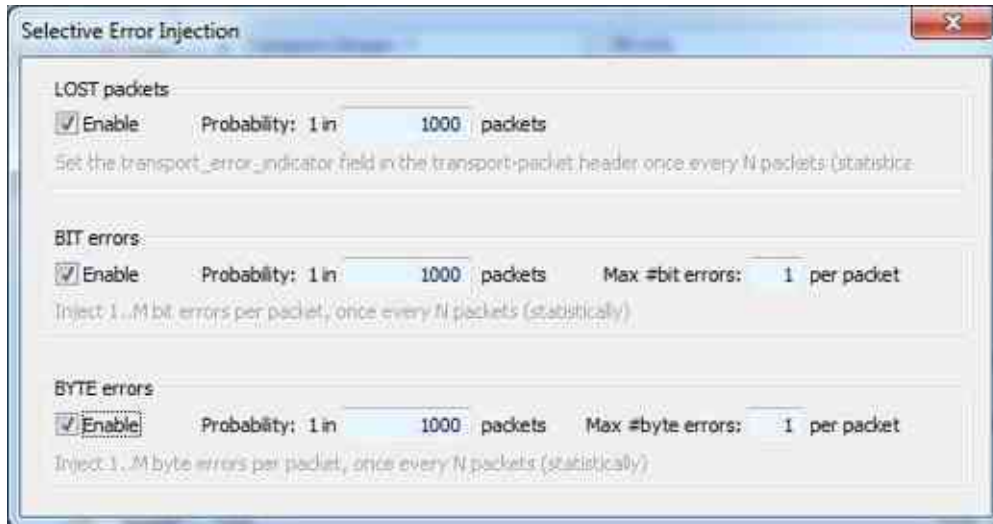 Selective Error Injection
LOST packets
Enable Probability: 1 in 1000 packets
Set the transport_error_indicator field in the transport-packet header once every N packets (statistica
BIT errors
Enable Probability: 1 in 1000 packets Max #bit errors: 1 per packet
Inject 1..M bit errors per packet, once every N packets (statistically)
BYTE errors
Enable Probability: 1 in 1000 packets Max #byte errors: 1 per packet
Inject 1..M byte errors per packet, once every N packets (statistically)